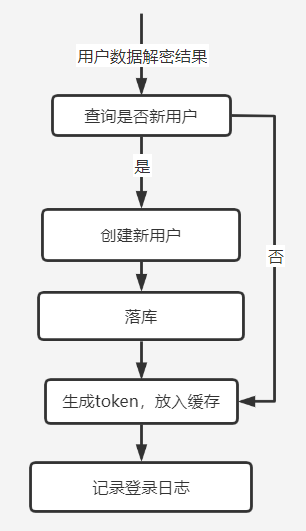 用户数据解密结果
查询是否新用户
是
创建新用户
否
落库
生成token，放入缓存
记录登录日志